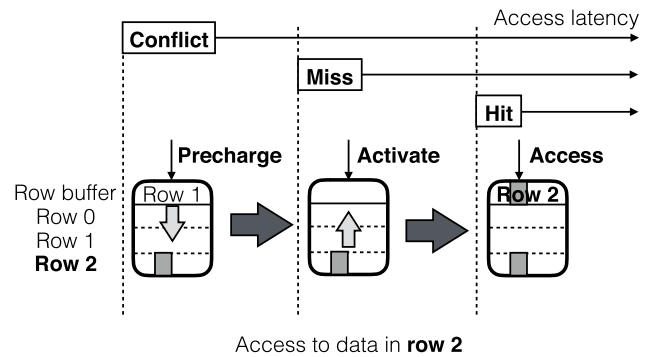 Access latency
Conflict
Miss
Hit
Precharge
Activate
Access
Row buffer
Row 0
Row 1
Row 2
Row 1
Row 2
Access to data in row 2